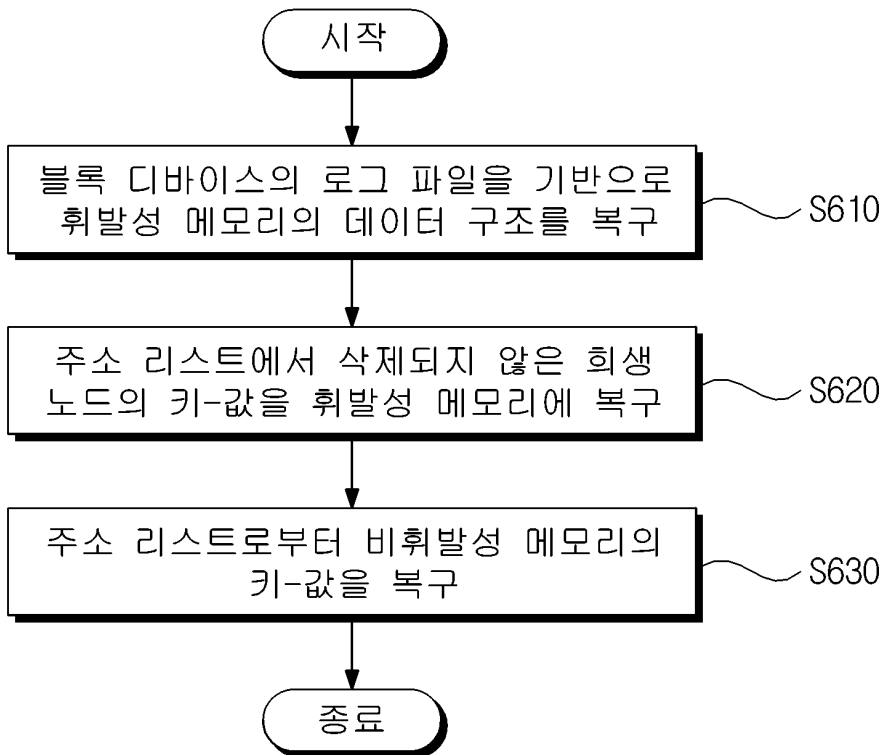 시작
블록 디바이스의 로그 파일을 기반으로
휘발성 메모리의 데이터 구조를 복구
S610
주소 리스트에서 삭제되지 않은 희생
노드의 키-값을 휘발성 메모리에 복구
S620
주소 리스트로부터 비휘발성 메모리의
키-값을 복구
S630
종료